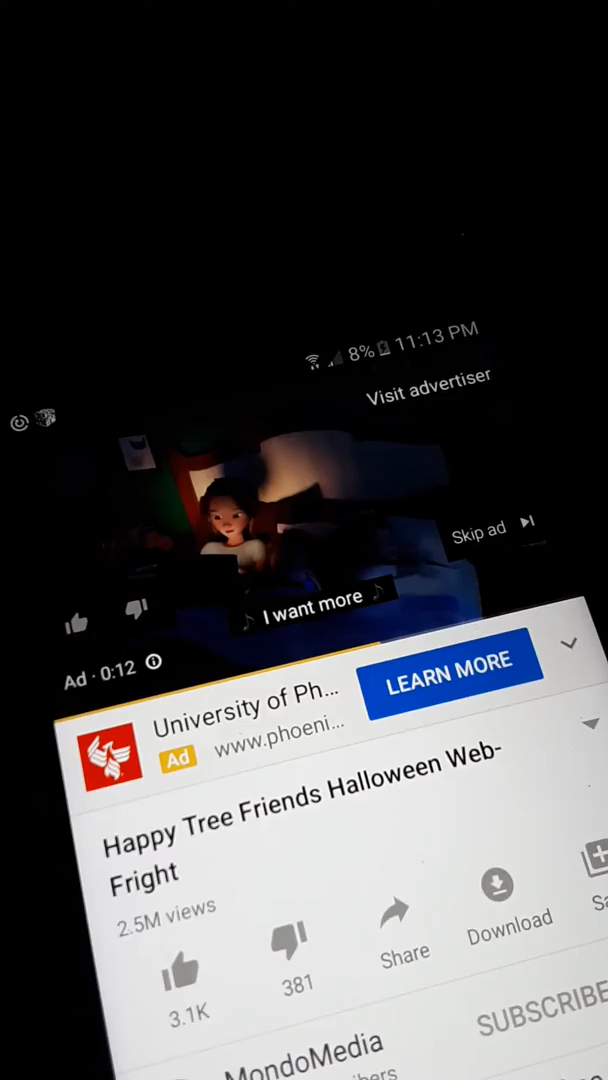 8% 11:13 PM
Visit advertiser
Skip ad
♪ I want more ♪
Ad · 0:12
University of Ph...
LEARN MORE
Ad www.phoeni...
Happy Tree Friends Halloween Web-
Fright
2.5M views
3.1K
381
Share
Download
MondoMedia
SUBSCRIBE